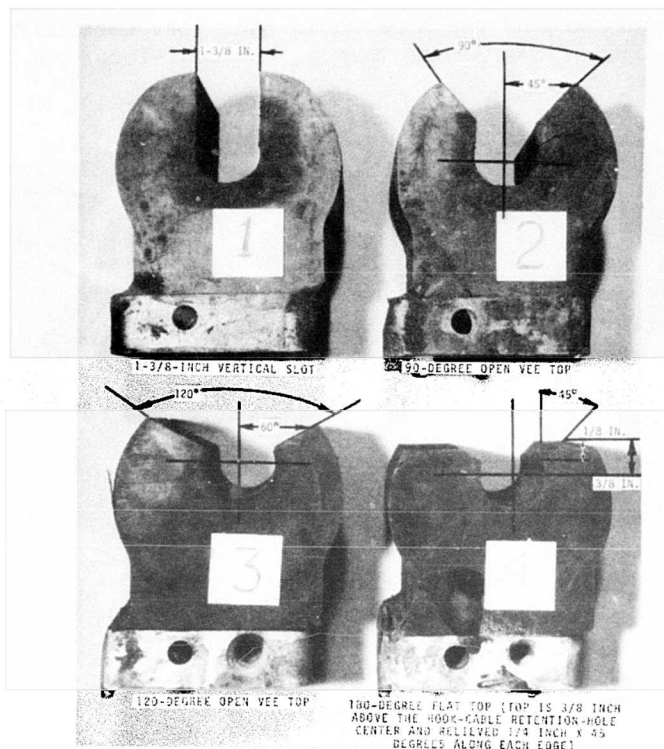 1-3/8 IN.
90°
45°
1
2
1-3/8-INCH VERTICAL SLOT
90-DEGREE OPEN VEE TOP
120°
60°
45°
1/8 IN.
3/8 IN.
3
4
120-DEGREE OPEN VEE TOP
180-DEGREE FLAT TOP (TOP IS 3/8 INCH
ABOVE THE HOOK-CABLE RETENTION-HOLE
CENTER AND RELIEVED 1/4 INCH X 45
DEGREES ALONG EACH EDGE)